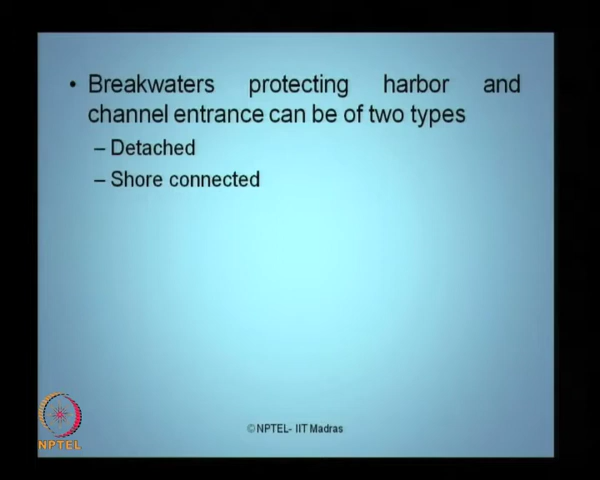 • Breakwaters protecting harbor and
channel entrance can be of two types
– Detached
– Shore connected
NPTEL
©NPTEL- IIT Madras